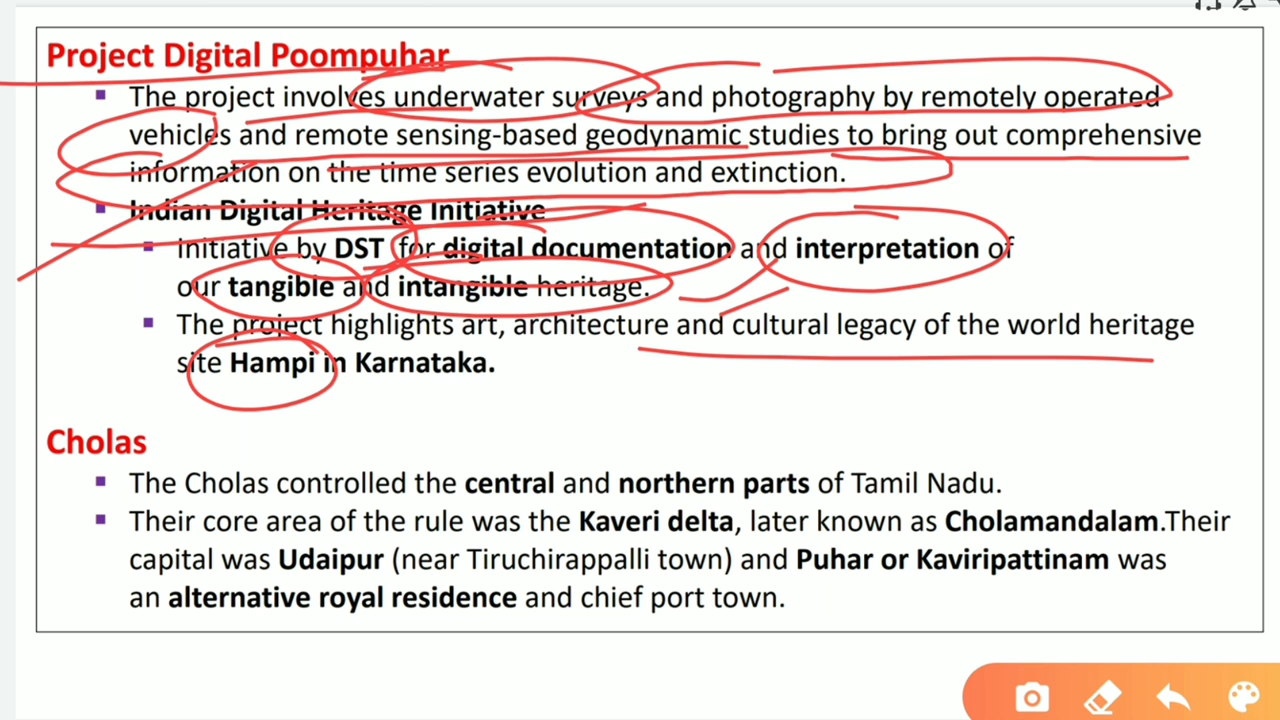 Project Digital Poompuhar
▪ The project involves underwater surveys and photography by remotely operated
vehicles and remote sensing-based geodynamic studies to bring out comprehensive
information on the time series evolution and extinction.
▪ Indian Digital Heritage Initiative
▪ Initiative by DST (for digital documentation and interpretation of
our tangible and intangible heritage.
▪ The project highlights art, architecture and cultural legacy of the world heritage
site Hampi in Karnataka.
Cholas
▪ The Cholas controlled the central and northern parts of Tamil Nadu.
▪ Their core area of the rule was the Kaveri delta, later known as Cholamandalam.Their
capital was Udaipur (near Tiruchirappalli town) and Puhar or Kaviripattinam was
an alternative royal residence and chief port town.